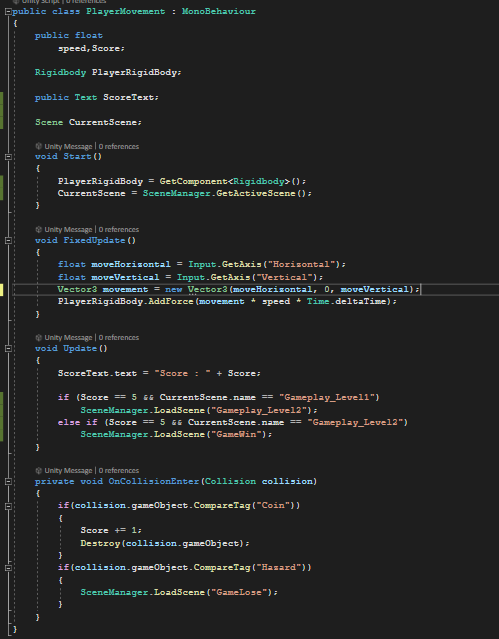 Unity Script | 0 references
public class PlayerMovement : MonoBehaviour
{
public float
speed,Score;
Rigidbody PlayerRigidBody;
public Text ScoreText;
Scene CurrentScene;
Unity Message | 0 references
void Start()
{
PlayerRigidBody = GetComponent<Rigidbody>();
CurrentScene = SceneManager.GetActiveScene();
}
Unity Message | 0 references
void FixedUpdate()
{
float moveHorizontal = Input.GetAxis("Horizontal");
float moveVertical = Input.GetAxis("Vertical");
Vector3 movement = new Vector3(moveHorizontal, 0, moveVertical);
PlayerRigidBody.AddForce(movement * speed * Time.deltaTime);
}
Unity Message | 0 references
void Update()
{
ScoreText.text = "Score : " + Score;
if (Score == 5 && CurrentScene.name == "Gameplay_Level1")
SceneManager.LoadScene("Gameplay_Level2");
else if (Score == 5 && CurrentScene.name == "Gameplay_Level2")
SceneManager.LoadScene("GameWin");
}
Unity Message | 0 references
private void OnCollisionEnter(Collision collision)
{
if(collision.gameObject.CompareTag("Coin"))
{
Score += 1;
Destroy(collision.gameObject);
}
if(collision.gameObject.CompareTag("Hazard"))
{
SceneManager.LoadScene("GameLose");
}
}
}